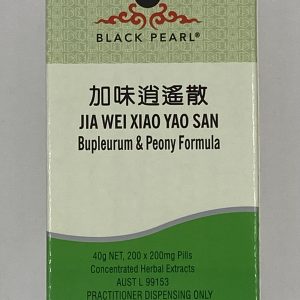 BLACK PEARL®
加味逍遙散
JIA WEI XIAO YAO SAN
Bupleurum & Peony Formula
40g NET, 200 x 200mg Pills
Concentrated Herbal Extracts
AUST L 99153
PRACTITIONER DISPENSING ONLY